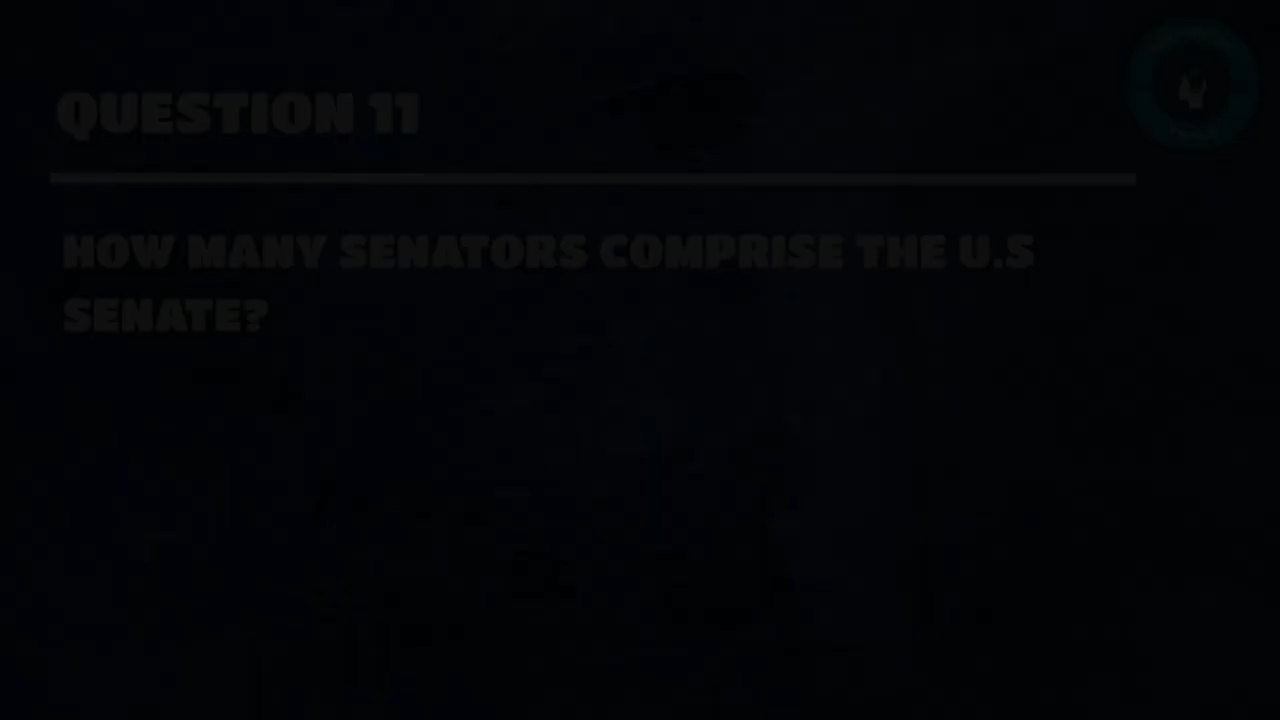 QUESTION 11
HOW MANY SENATORS COMPRISE THE U.S
SENATE?